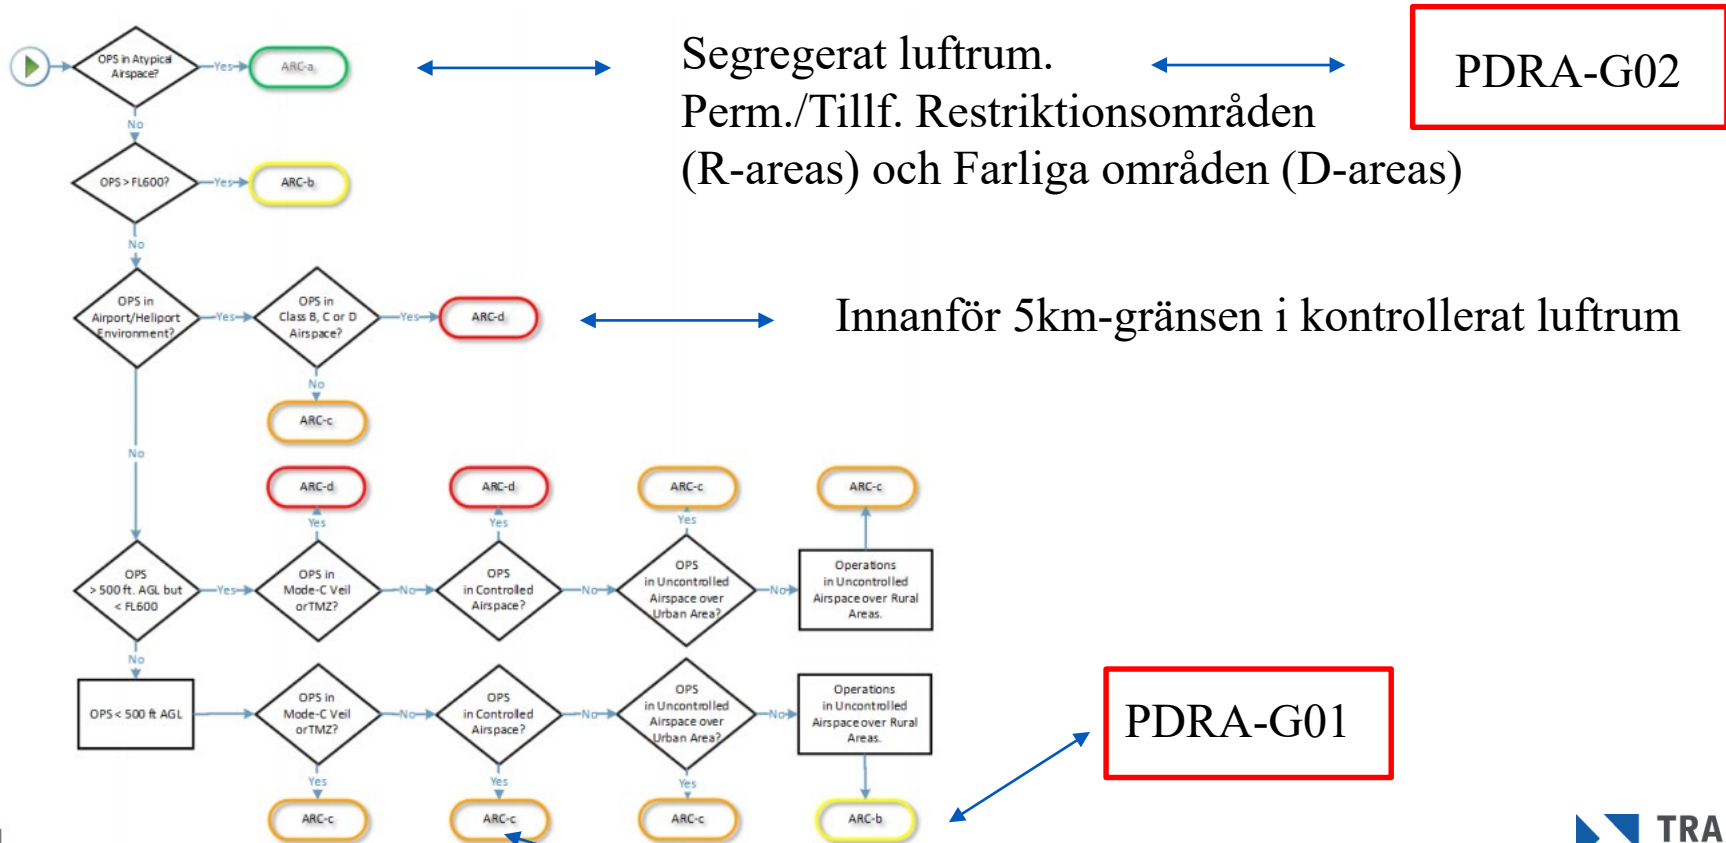 OPS in Atypical
Airspace?
Yes
ARC-a
Segregerat luftrum.
Perm./Tillf. Restriktionsområden
(R-areas) och Farliga områden (D-areas)
PDRA-G02
No
OPS > FL600?
Yes
ARC-b
No
OPS in
Airport/Heliport
Environment?
Yes
OPS in
Class B, C or D
Airspace?
Yes
ARC-d
Innanför 5km-gränsen i kontrollerat luftrum
No
ARC-c
No
ARC-d
ARC-d
ARC-c
ARC-c
Yes
Yes
Yes
OPS
> 500 ft. AGL but
< FL600
Yes
OPS in
Mode-C Veil
or TMZ?
No
OPS
in Controlled
Airspace?
No
OPS
in Uncontrolled
Airspace over
Urban Area?
No
Operations
in Uncontrolled
Airspace over Rural
Areas.
No
OPS < 500 ft AGL
OPS in
Mode-C Veil
or TMZ?
No
OPS
in Controlled
Airspace?
No
OPS
in Uncontrolled
Airspace over
Urban Area?
No
Operations
in Uncontrolled
Airspace over Rural
Areas.
PDRA-G01
Yes
Yes
Yes
ARC-c
ARC-c
ARC-c
ARC-b
TRA